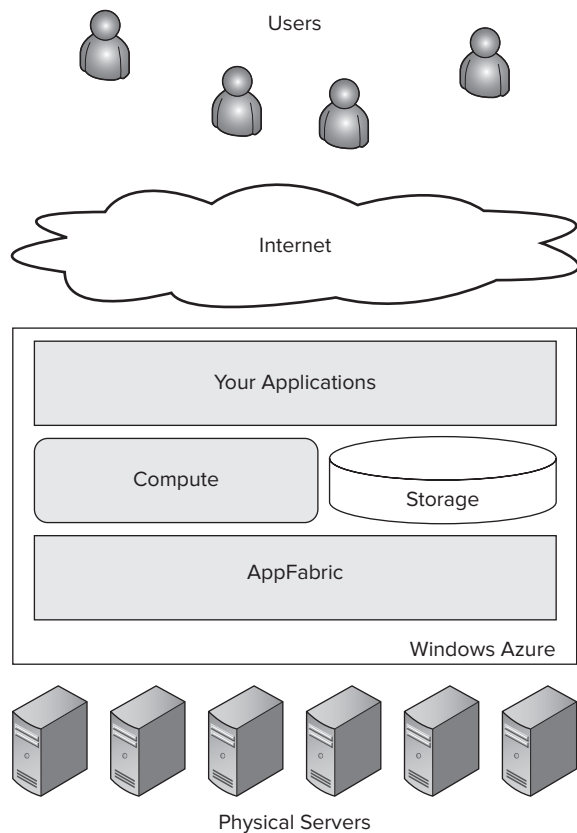 Users
Internet
Your Applications
Compute
Storage
AppFabric
Windows Azure
Physical Servers